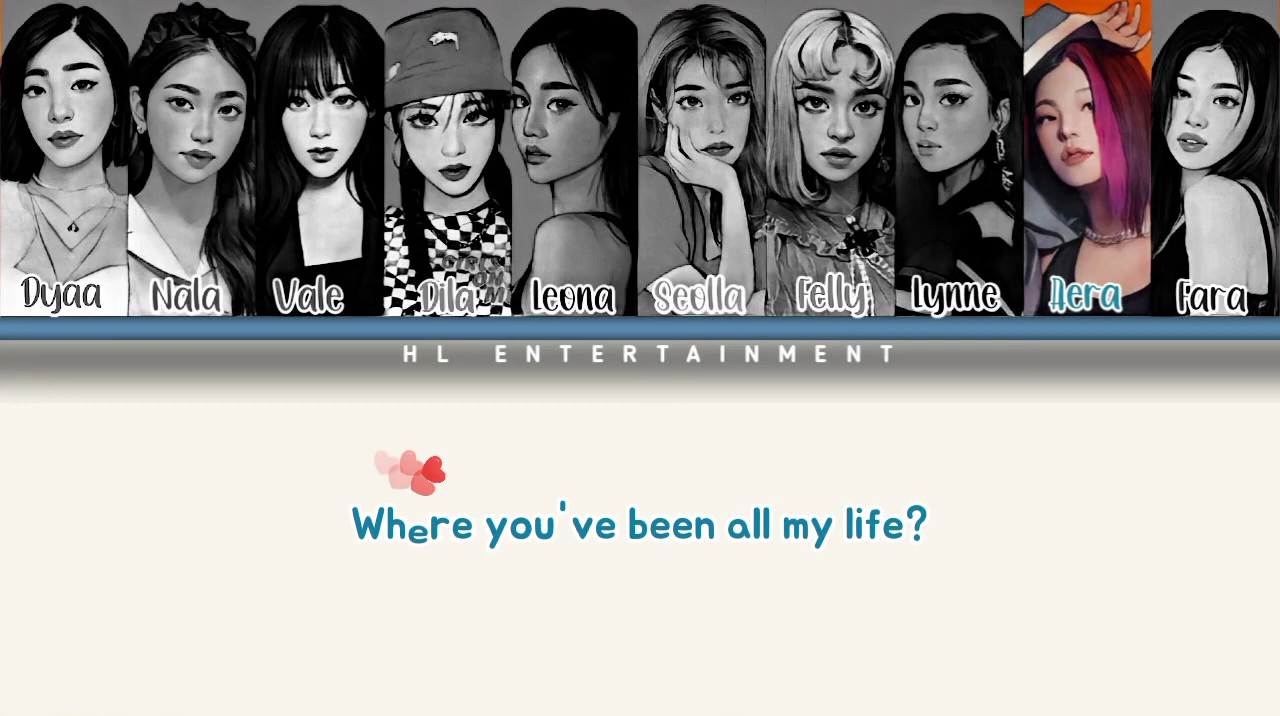 Dyaa Nala Vale Dila Leona Seolla Felly Lynne Aera Fara
HL ENTERTAINMENT
Where you've been all my life?